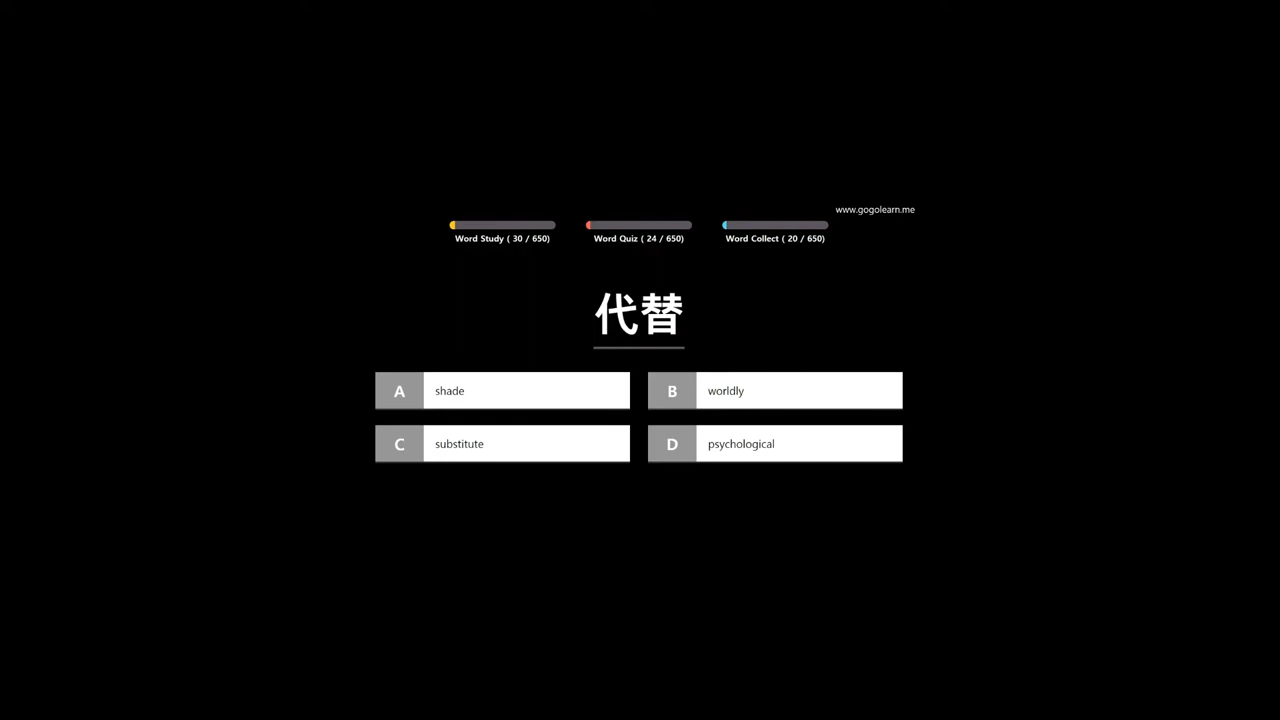 www.gogolearn.me
Word Study ( 30 / 650)
Word Quiz ( 24 / 650)
Word Collect ( 20 / 650)
代替
A shade
B worldly
C substitute
D psychological